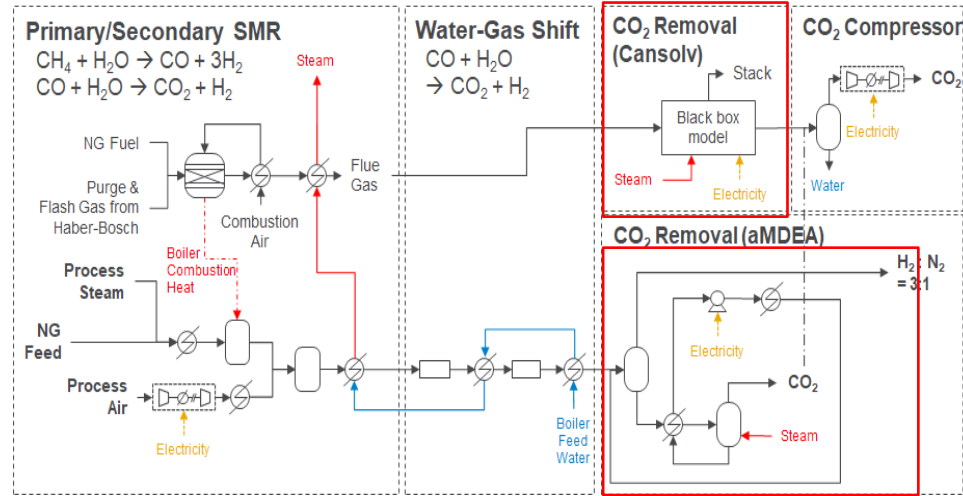 Primary/Secondary SMR
CH₄ + H₂O → CO + 3H₂
CO + H₂O → CO₂ + H₂
Steam
NG Fuel
Purge &
Flash Gas from
Haber-Bosch
Combustion
Air
Flue
Gas
Boiler
Combustion
Heat
Process
Steam
NG
Feed
Process
Air
Electricity
Water-Gas Shift
CO + H₂O
→ CO₂ + H₂
Boiler
Feed
Water
CO₂ Removal
(Cansolv)
Stack
Black box
model
Steam
Electricity
CO₂ Compressor
CO₂
Electricity
Water
CO₂ Removal (aMDEA)
H₂: N₂
= 3:1
Electricity
CO₂
Steam